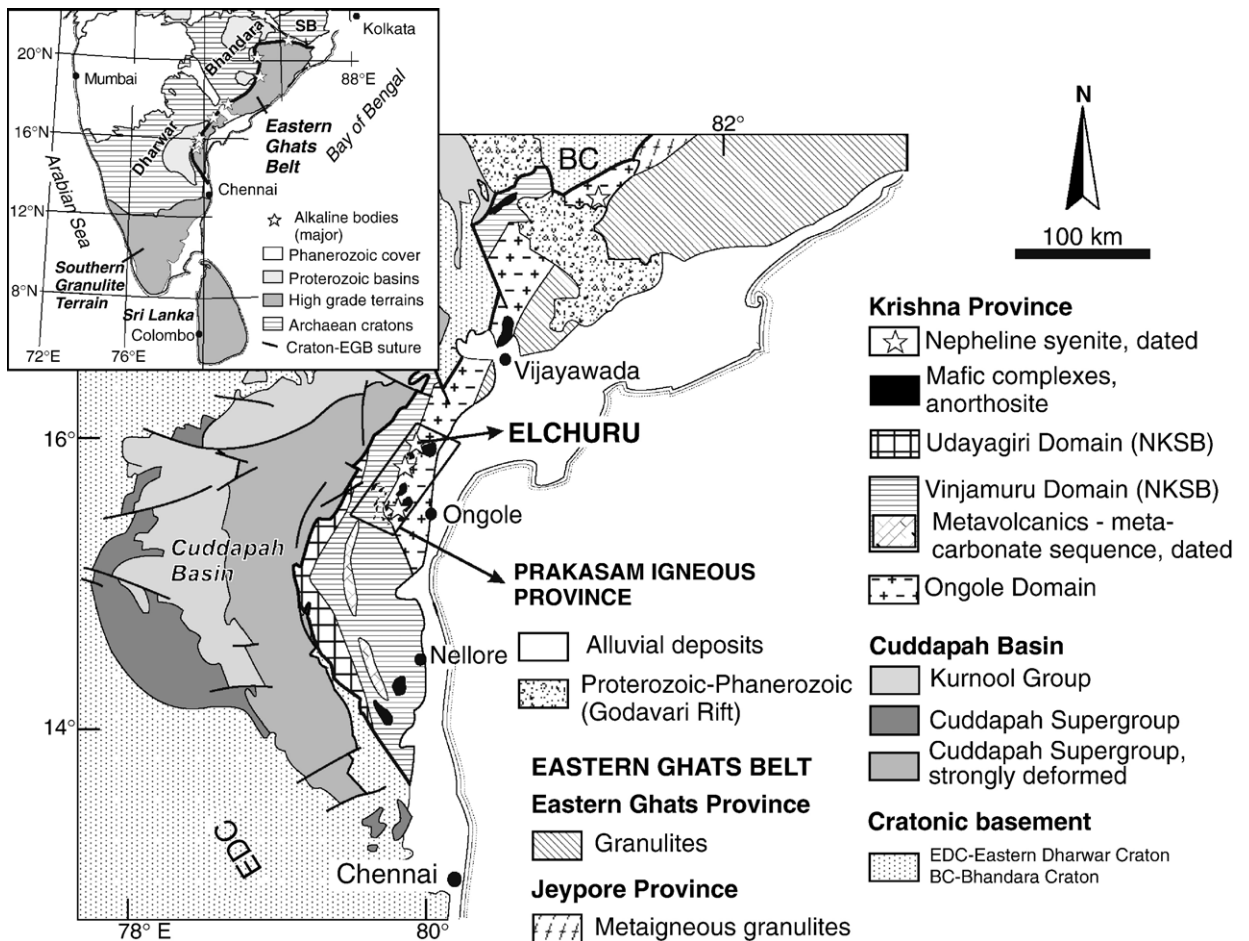 SB
Kolkata
20°N
Bhandara
88°E
Mumbai
Bay of Bengal
16°N
Dharwar
Eastern
Ghats
Belt
Arabian Sea
Chennai
12°N
Alkaline bodies
(major)
Phanerozoic cover
Southern
Granulite
Terrain
Proterozoic basins
8°N
High grade terrains
Sri Lanka
Colombo
Archaean cratons
Craton-EGB suture
72°E
76°E
82°
BC
N
100 km
Vijayawada
16°
ELCHURU
Ongole
Cuddapah
Basin
PRAKASAM IGNEOUS
PROVINCE
Nellore
14°
EDC
Chennai
78° E
80°
Alluvial deposits
Proterozoic-Phanerozoic
(Godavari Rift)
EASTERN GHATS BELT
Eastern Ghats Province
Granulites
Jeypore Province
Metaigneous granulites
Krishna Province
Nepheline syenite, dated
Mafic complexes,
anorthosite
Udayagiri Domain (NKSB)
Vinjamuru Domain (NKSB)
Metavolcanics - meta-
carbonate sequence, dated
Ongole Domain
Cuddapah Basin
Kurnool Group
Cuddapah Supergroup
Cuddapah Supergroup,
strongly deformed
Cratonic basement
EDC-Eastern Dharwar Craton
BC-Bhandara Craton